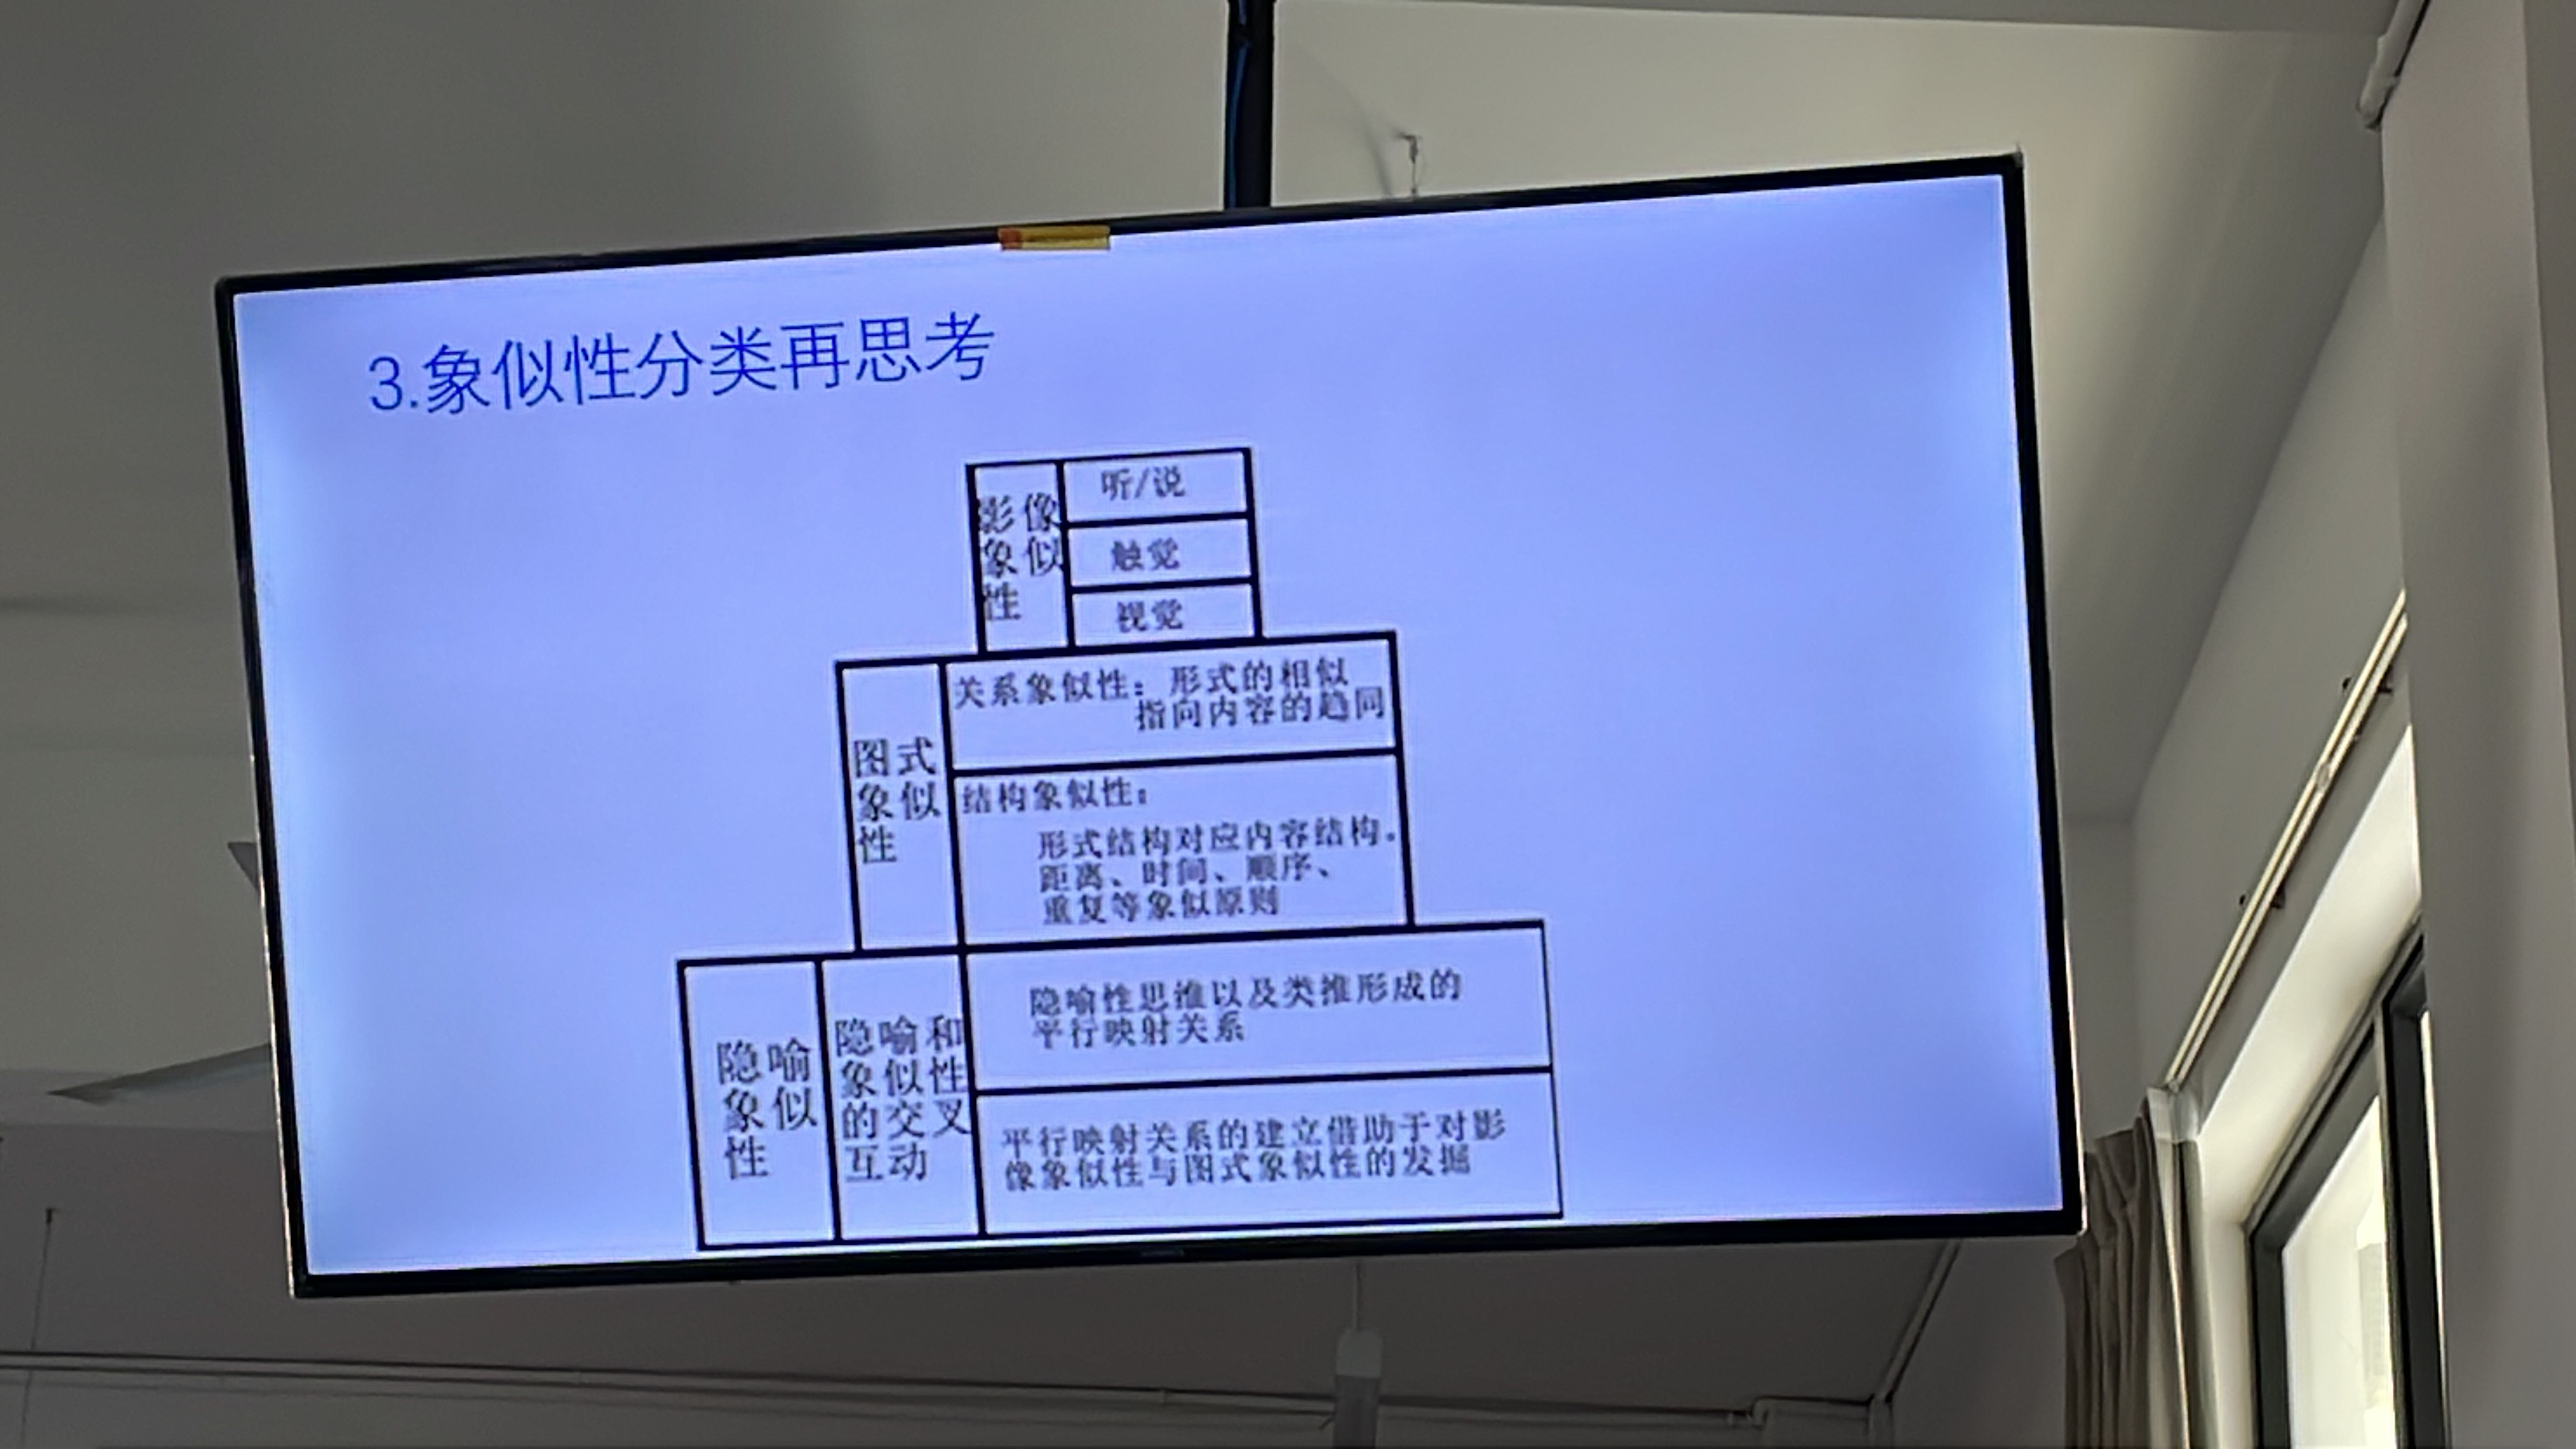 3.象似性分类再思考
影像
象似
性
听/说
触觉
视觉
图式
象似
性
关系象似性：形式的相似
指向内容的趋同
结构象似性：
形式结构对应内容结构。
距离、时间、顺序、
重复等象似原则
隐喻
象似
性
隐喻和
象似性
的交叉
互动
隐喻性思维以及类推形成的
平行映射关系
平行映射关系的建立借助于对影
像象似性与图式象似性的发掘